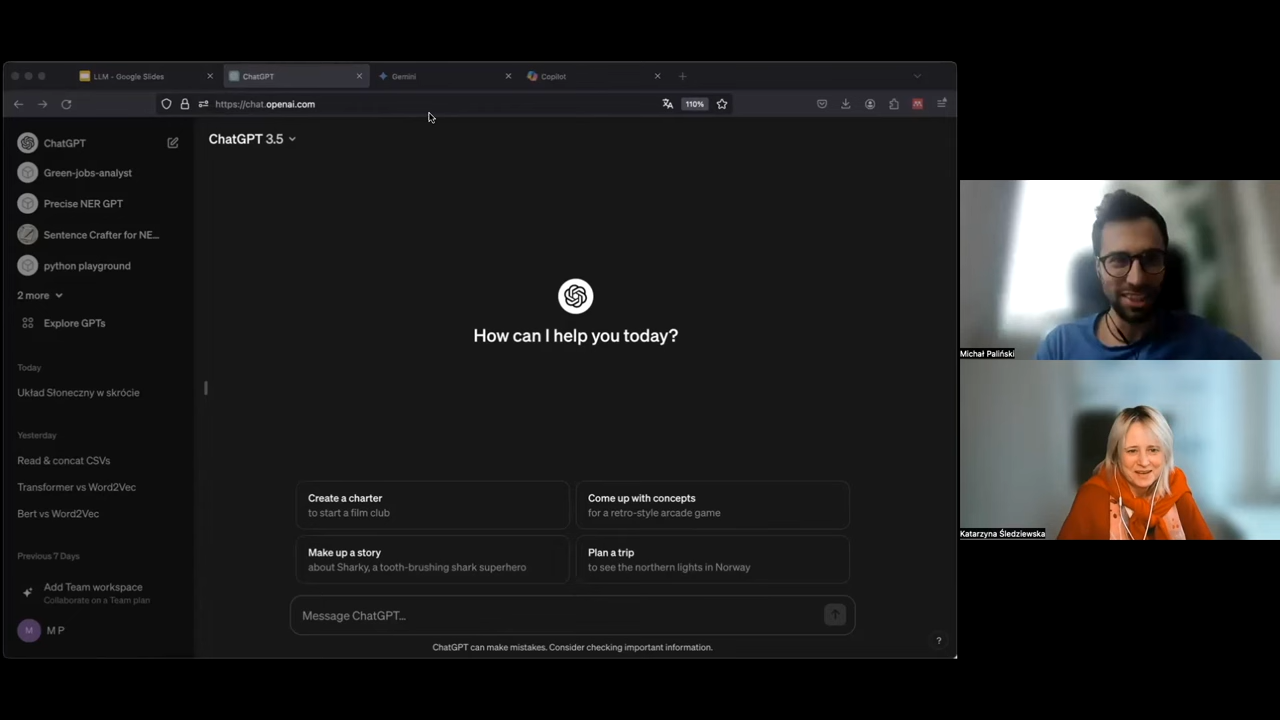 LLM - Google Slides
ChatGPT
Gemini
Copilot
https://chat.openai.com
110%
ChatGPT
Green-jobs-analyst
Precise NER GPT
Sentence Crafter for NE...
python playground
2 more
Explore GPTs
Today
Układ Słoneczny w skrócie
Yesterday
Read & concat CSVs
Transformer vs Word2Vec
Bert vs Word2Vec
Previous 7 Days
Add Team workspace
Collaborate on a Team plan
M
M P
ChatGPT 3.5
How can I help you today?
Create a charter
to start a film club
Come up with concepts
for a retro-style arcade game
Make up a story
about Sharky, a tooth-brushing shark superhero
Plan a trip
to see the northern lights in Norway
Message ChatGPT...
ChatGPT can make mistakes. Consider checking important information.
?
Michał Paliński
Katarzyna Śledziewska